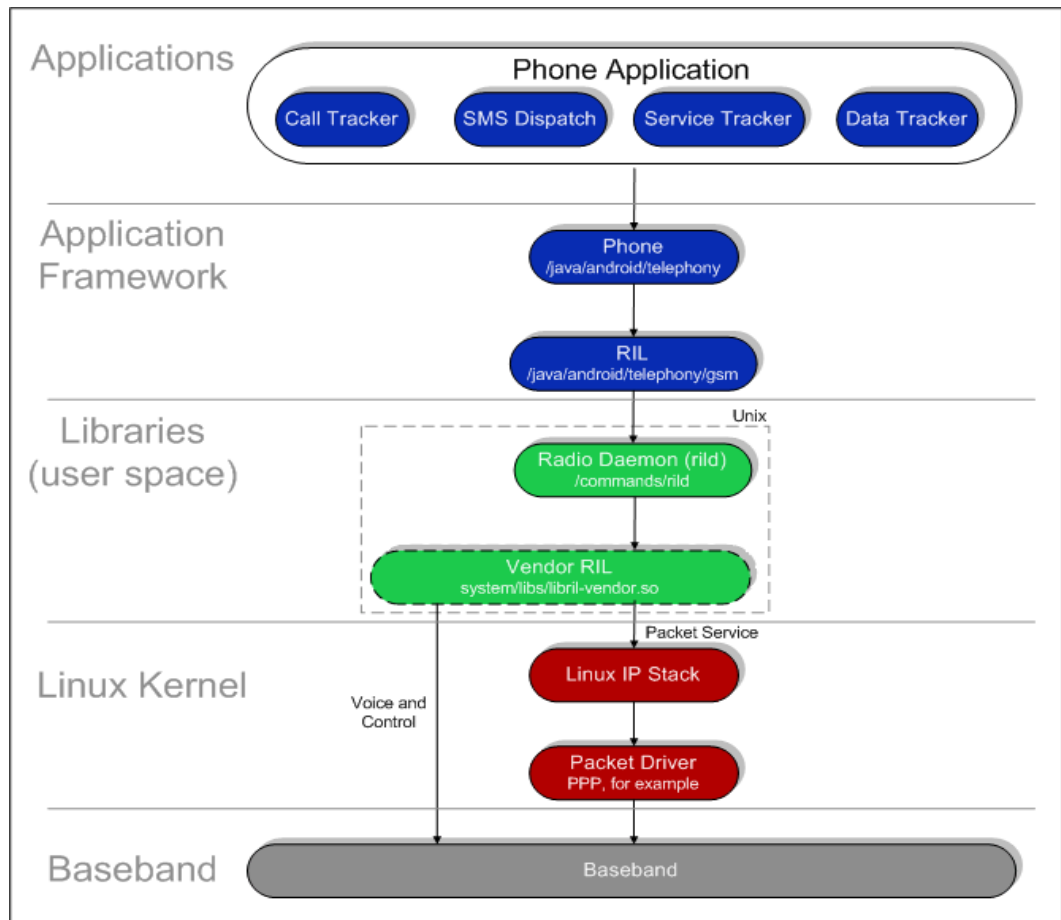 Applications
Phone Application
Call Tracker
SMS Dispatch
Service Tracker
Data Tracker
Application
Framework
Phone
/java/android/telephony
RIL
/java/android/telephony/gsm
Libraries
(user space)
Unix
Radio Daemon (rild)
/commands/rild
Vendor RIL
system/libs/libril-vendor.so
Packet Service
Linux Kernel
Linux IP Stack
Voice and
Control
Packet Driver
PPP, for example
Baseband
Baseband